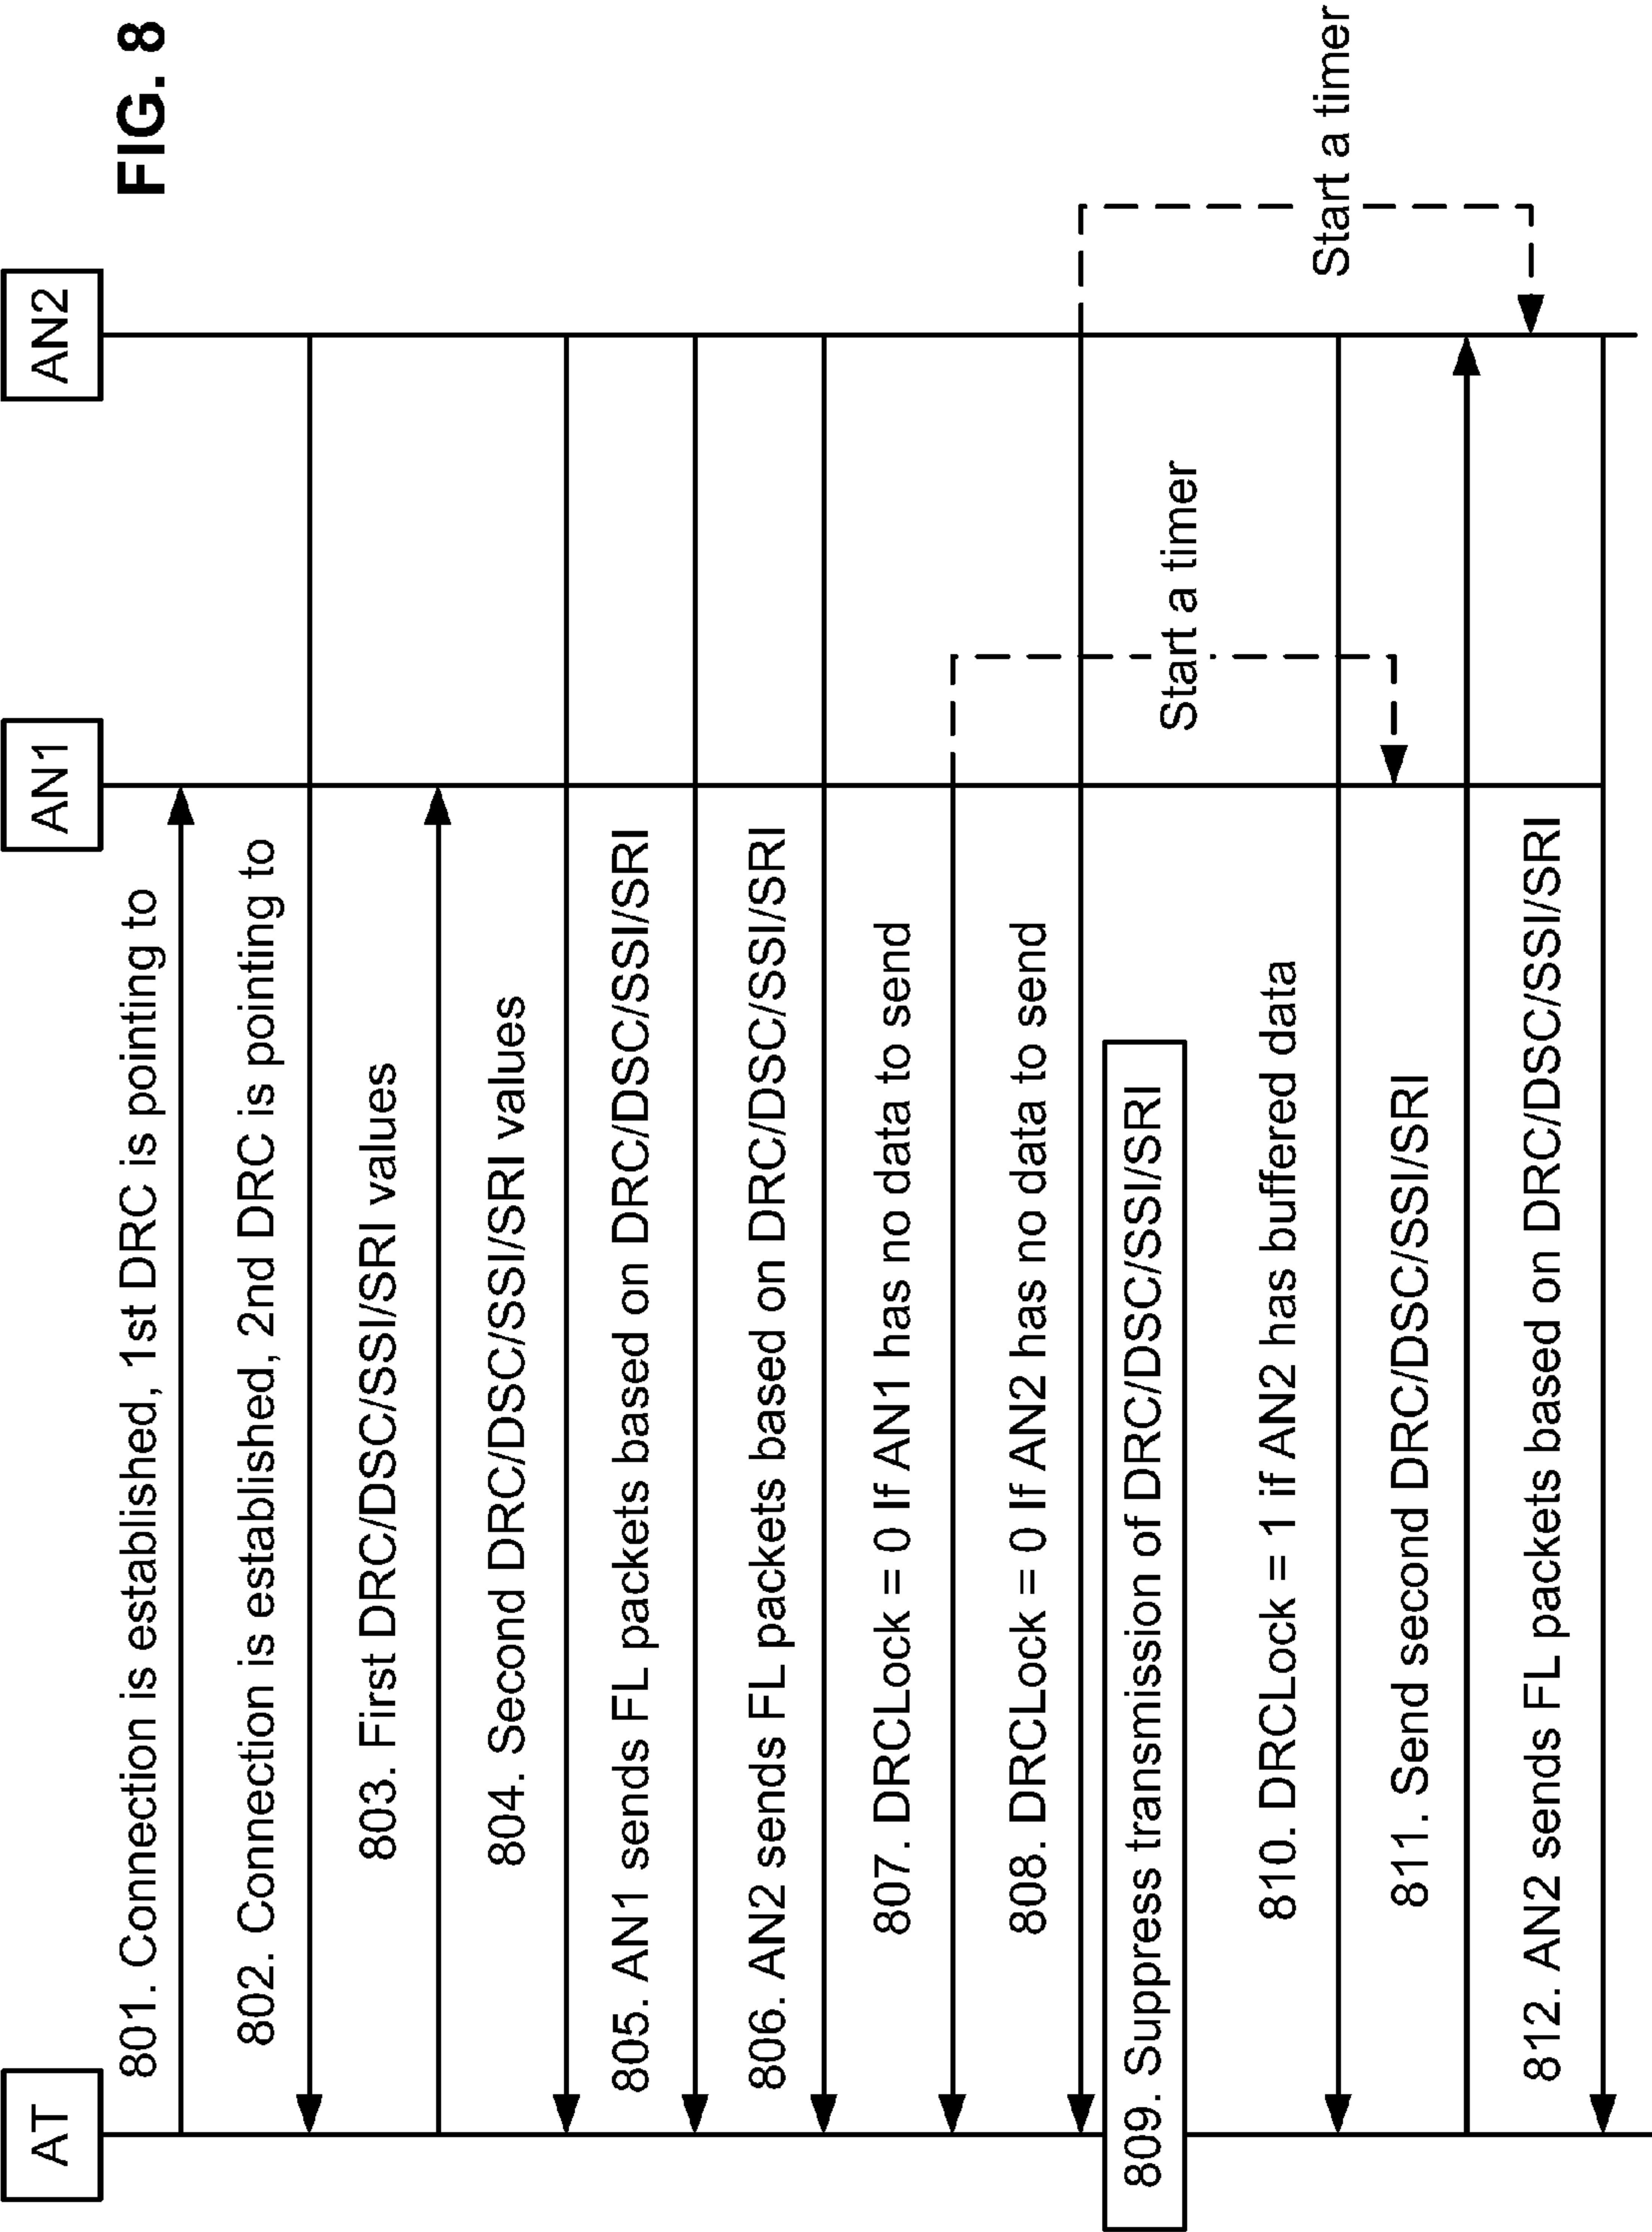 FIG. 8
AT
AN1
AN2
801. Connection is established, 1st DRC is pointing to
802. Connection is established, 2nd DRC is pointing to
803. First DRC/DSC/SSI/SRI values
804. Second DRC/DSC/SSI/SRI values
805. AN1 sends FL packets based on DRC/DSC/SSI/SRI
806. AN2 sends FL packets based on DRC/DSC/SSI/SRI
807. DRCLock = 0 If AN1 has no data to send
808. DRCLock = 0 If AN2 has no data to send
809. Suppress transmission of DRC/DSC/SSI/SRI
Start a timer
810. DRCLock = 1 if AN2 has buffered data
Start a timer
811. Send second DRC/DSC/SSI/SRI
812. AN2 sends FL packets based on DRC/DSC/SSI/SRI